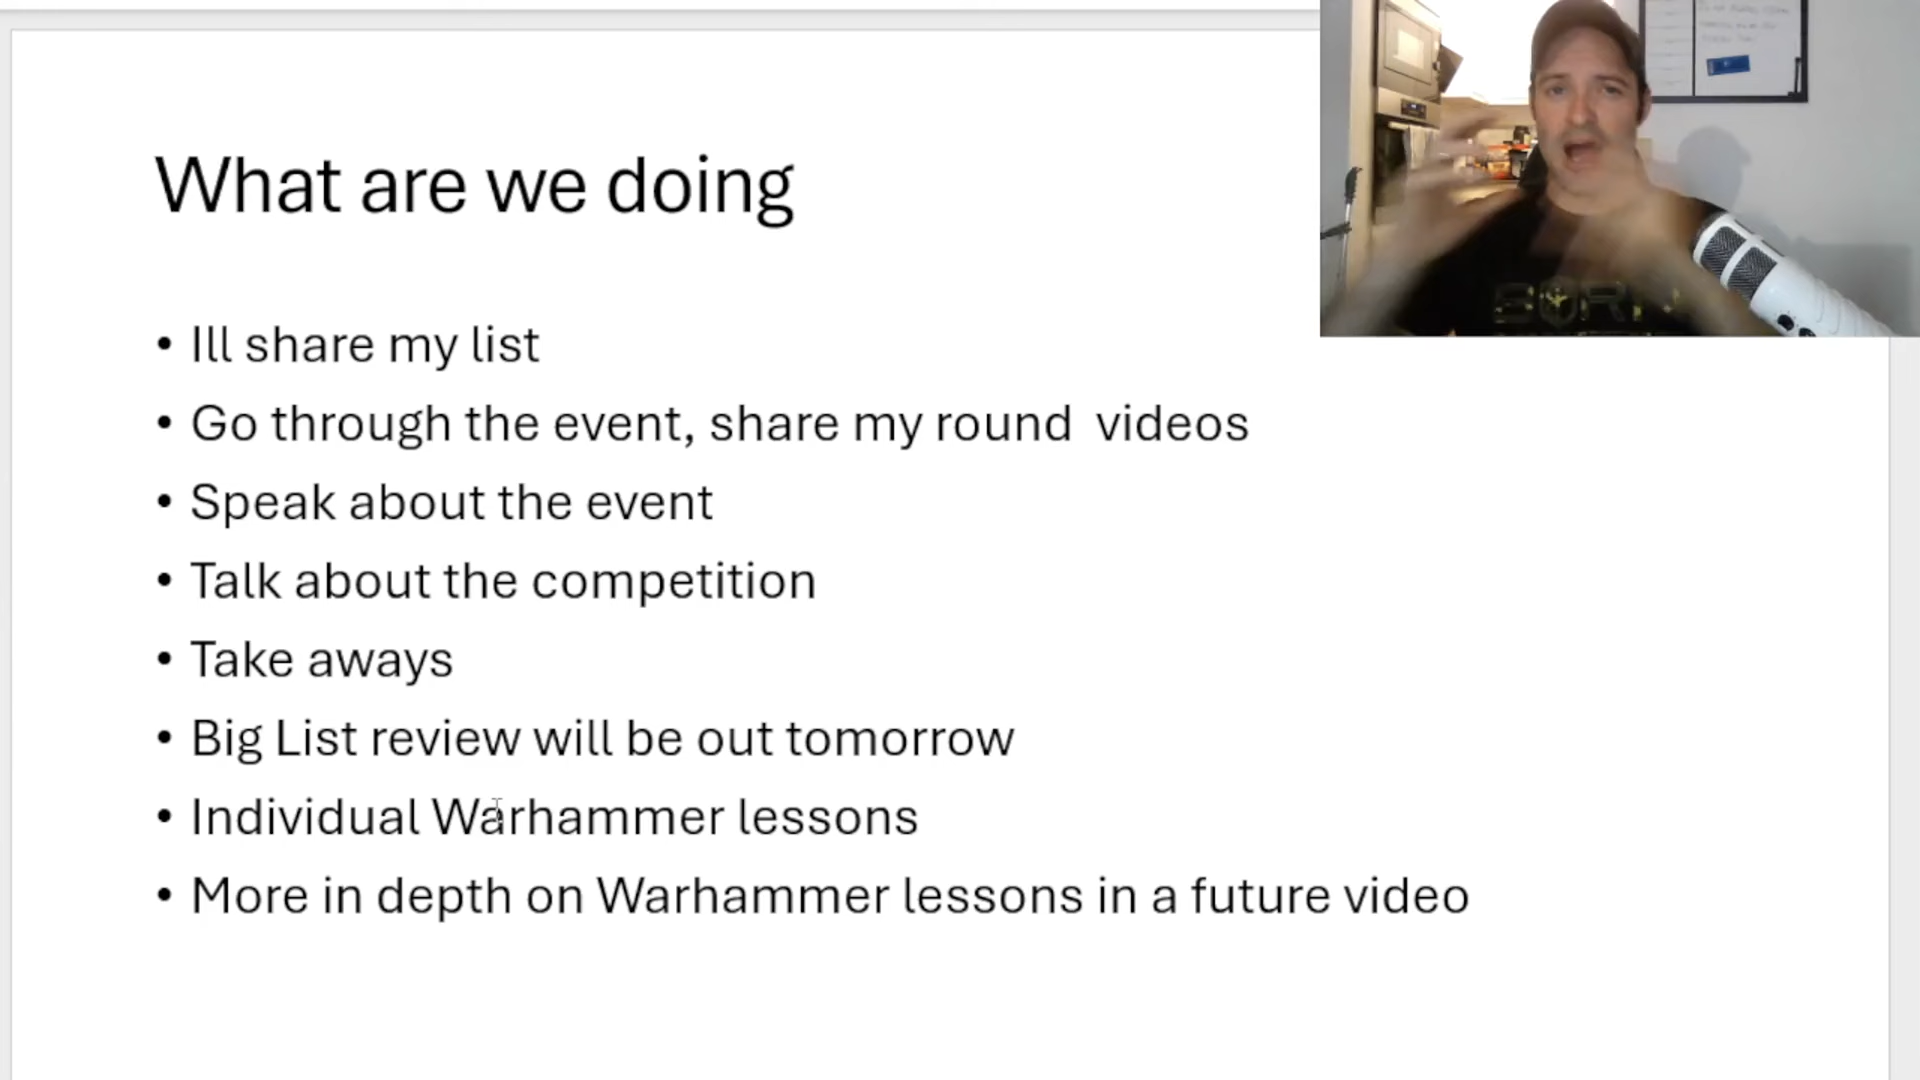 What are we doing
• Ill share my list
• Go through the event, share my round  videos
• Speak about the event
• Talk about the competition
• Take aways
• Big List review will be out tomorrow
• Individual Warhammer lessons
• More in depth on Warhammer lessons in a future video
BORN